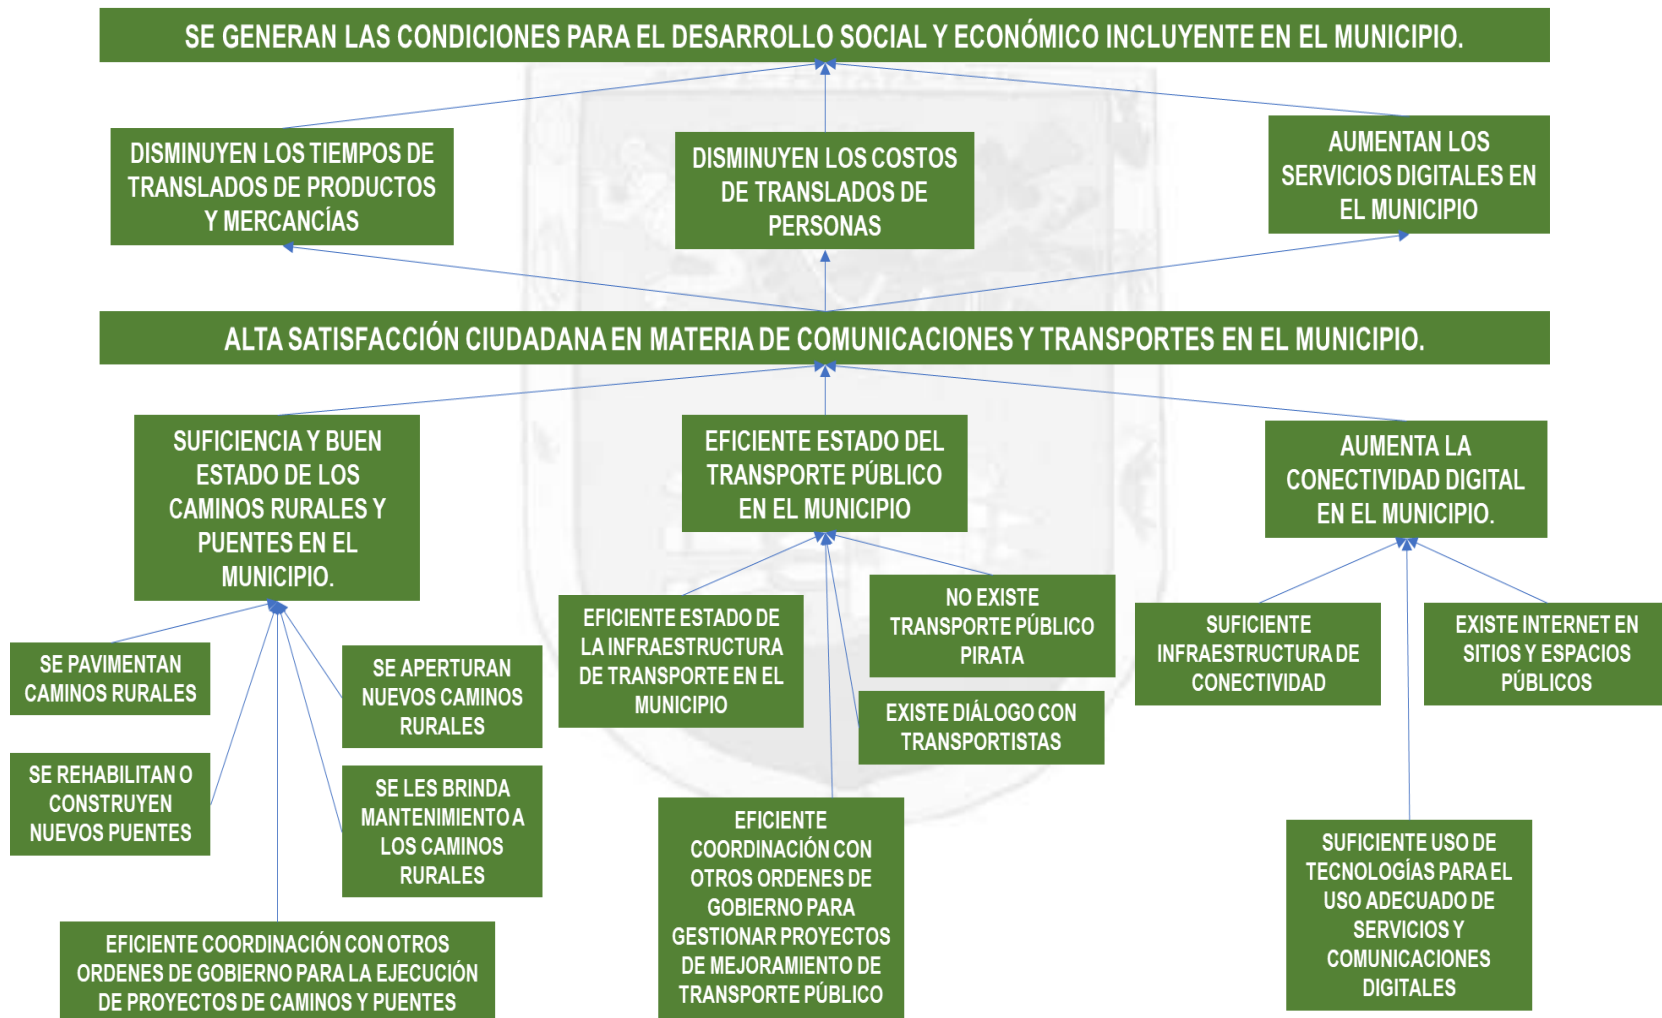 SE GENERAN LAS CONDICIONES PARA EL DESARROLLO SOCIAL Y ECONÓMICO INCLUYENTE EN EL MUNICIPIO.
DISMINUYEN LOS TIEMPOS DE
TRANSLADOS DE PRODUCTOS
Y MERCANCÍAS
DISMINUYEN LOS COSTOS
DE TRANSLADOS DE
PERSONAS
AUMENTAN LOS
SERVICIOS DIGITALES EN
EL MUNICIPIO
ALTA SATISFACCIÓN CIUDADANA EN MATERIA DE COMUNICACIONES Y TRANSPORTES EN EL MUNICIPIO.
SUFICIENCIA Y BUEN
ESTADO DE LOS
CAMINOS RURALES Y
PUENTES EN EL
MUNICIPIO.
EFICIENTE ESTADO DEL
TRANSPORTE PÚBLICO
EN EL MUNICIPIO
AUMENTA LA
CONECTIVIDAD DIGITAL
EN EL MUNICIPIO.
SE PAVIMENTAN
CAMINOS RURALES
SE APERTURAN
NUEVOS CAMINOS
RURALES
SE REHABILITAN O
CONSTRUYEN
NUEVOS PUENTES
SE LES BRINDA
MANTENIMIENTO A
LOS CAMINOS
RURALES
EFICIENTE COORDINACIÓN CON OTROS
ORDENES DE GOBIERNO PARA LA EJECUCIÓN
DE PROYECTOS DE CAMINOS Y PUENTES
EFICIENTE ESTADO DE
LA INFRAESTRUCTURA
DE TRANSPORTE EN EL
MUNICIPIO
NO EXISTE
TRANSPORTE PÚBLICO
PIRATA
EXISTE DIÁLOGO CON
TRANSPORTISTAS
EFICIENTE
COORDINACIÓN CON
OTROS ORDENES DE
GOBIERNO PARA
GESTIONAR PROYECTOS
DE MEJORAMIENTO DE
TRANSPORTE PÚBLICO
SUFICIENTE
INFRAESTRUCTURA DE
CONECTIVIDAD
EXISTE INTERNET EN
SITIOS Y ESPACIOS
PÚBLICOS
SUFICIENTE USO DE
TECNOLOGÍAS PARA EL
USO ADECUADO DE
SERVICIOS Y
COMUNICACIONES
DIGITALES